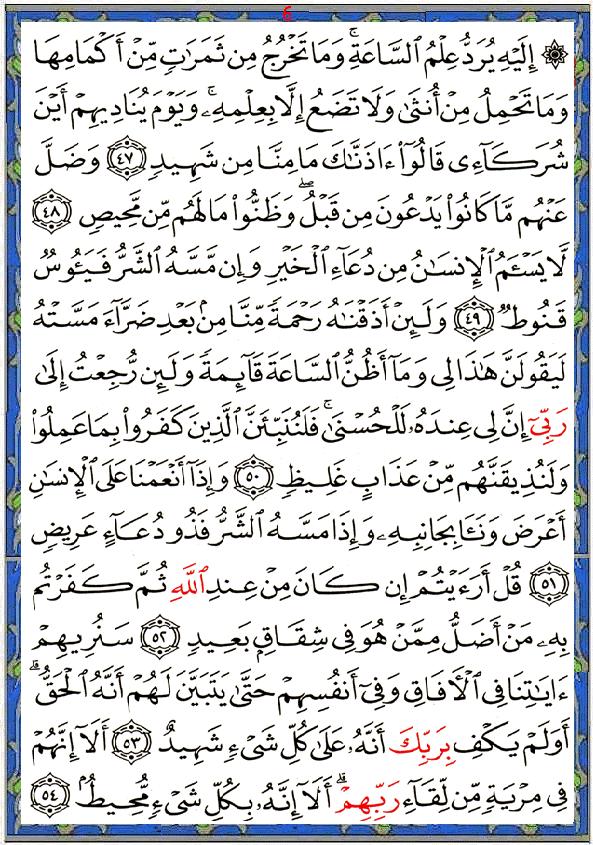 6
۞ إِلَيْهِ يُرَدُّ عِلْمُ ٱلسَّاعَةِ ۚ وَمَا تَخْرُجُ مِن ثَمَرَٰتٍ مِّنْ أَكْمَامِهَا
وَمَا تَحْمِلُ مِنْ أُنثَىٰ وَلَا تَضَعُ إِلَّا بِعِلْمِهِۦ ۚ وَيَوْمَ يُنَادِيهِمْ أَيْنَ
شُرَكَآءِى قَالُوٓا۟ ءَاذَنَّٰكَ مَا مِنَّا مِن شَهِيدٍ ﴿٤٧﴾ وَضَلَّ
عَنْهُم مَّا كَانُوا۟ يَدْعُونَ مِن قَبْلُ ۖ وَظَنُّوا۟ مَا لَهُم مِّن مَّحِيصٍ ﴿٤٨﴾
لَّا يَسْـَٔمُ ٱلْإِنسَٰنُ مِن دُعَآءِ ٱلْخَيْرِ وَإِن مَّسَّهُ ٱلشَّرُّ فَيَـُٔوسٌ
قَنُوطٌ ﴿٤٩﴾ وَلَئِنْ أَذَقْنَٰهُ رَحْمَةً مِّنَّا مِنۢ بَعْدِ ضَرَّآءَ مَسَّتْهُ
لَيَقُولَنَّ هَٰذَا لِى وَمَآ أَظُنُّ ٱلسَّاعَةَ قَآئِمَةً وَلَئِن رُّجِعْتُ إِلَىٰ
رَبِّىٓ إِنَّ لِى عِندَهُۥ لَلْحُسْنَىٰ ۚ فَلَنُنَبِّئَنَّ ٱلَّذِينَ كَفَرُوا۟ بِمَا عَمِلُوا۟
وَلَنُذِيقَنَّهُم مِّنْ عَذَابٍ غَلِيظٍ ﴿٥٠﴾ وَإِذَآ أَنْعَمْنَا عَلَى ٱلْإِنسَٰنِ
أَعْرَضَ وَنَـَٔا بِجَانِبِهِۦ وَإِذَا مَسَّهُ ٱلشَّرُّ فَذُو دُعَآءٍ عَرِيضٍ
﴿٥١﴾ قُلْ أَرَءَيْتُمْ إِن كَانَ مِنْ عِندِ ٱللَّهِ ثُمَّ كَفَرْتُم
بِهِۦ مَنْ أَضَلُّ مِمَّنْ هُوَ فِى شِقَاقٍۭ بَعِيدٍ ﴿٥٢﴾ سَنُرِيهِمْ
ءَايَٰتِنَا فِى ٱلْءَافَاقِ وَفِىٓ أَنفُسِهِمْ حَتَّىٰ يَتَبَيَّنَ لَهُمْ أَنَّهُ ٱلْحَقُّ ۗ
أَوَلَمْ يَكْفِ بِرَبِّكَ أَنَّهُۥ عَلَىٰ كُلِّ شَىْءٍ شَهِيدٌ ﴿٥٣﴾ أَلَآ إِنَّهُمْ
فِى مِرْيَةٍ مِّن لِّقَآءِ رَبِّهِمْ ۗ أَلَآ إِنَّهُۥ بِكُلِّ شَىْءٍ مُّحِيطٌۢ ﴿٥٤﴾